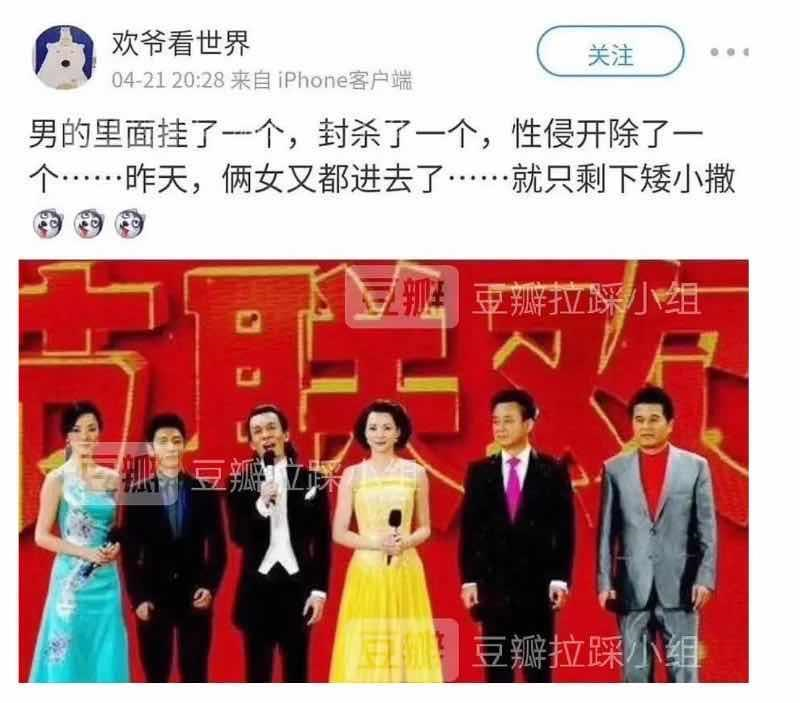 欢爷看世界
关注
04-21 20:28 来自 iPhone客户端
男的里面挂了一个，封杀了一个，性侵开除了一
个……昨天，俩女又都进去了……就只剩下矮小撒
豆瓣 豆瓣拉踩小组
联欢
豆瓣 豆瓣拉踩小组
豆瓣 豆瓣拉踩小组